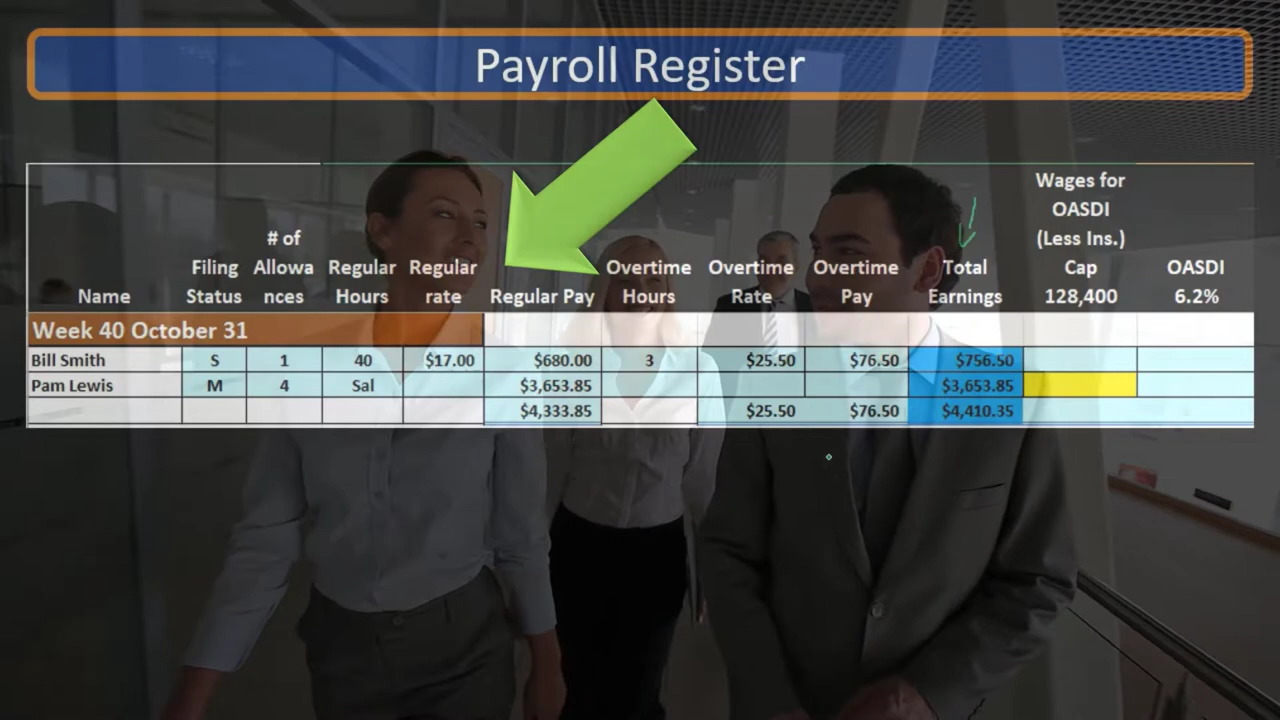 Payroll Register
Wages for
OASDI
# of (Less Ins.)
Filing Allowa Regular Regular Overtime Overtime Overtime Total Cap OASDI
Name Status nces Hours rate Regular Pay Hours Rate Pay Earnings 128,400 6.2%
Week 40 October 31
Bill Smith S 1 40 $17.00 $680.00 3 $25.50 $76.50 $756.50
Pam Lewis M 4 Sal $3,653.85 $3,653.85
$4,333.85 $25.50 $76.50 $4,410.35